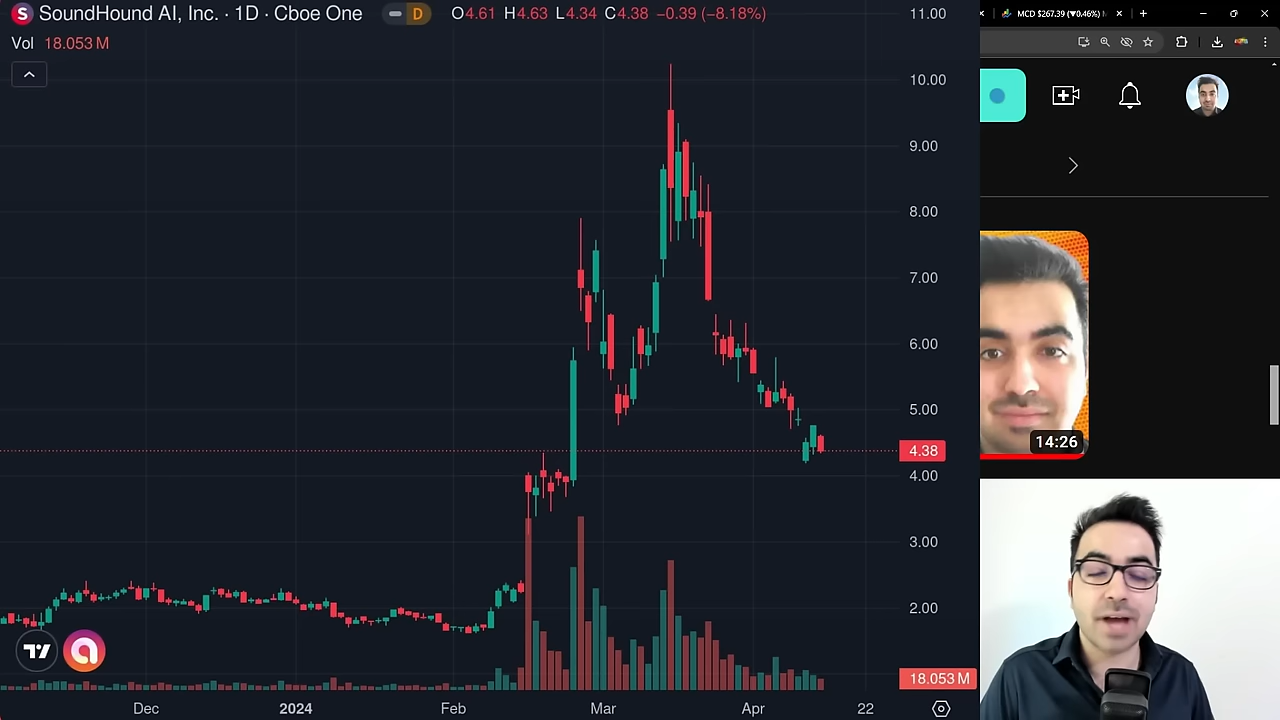 SoundHound AI, Inc. · 1D · Cboe One D O4.61 H4.63 L4.34 C4.38 −0.39 (−8.18%)
Vol 18.053 M
11.00
10.00
9.00
8.00
7.00
6.00
5.00
4.38
4.00
3.00
2.00
18.053 M
Dec 2024 Feb Mar Apr 22
MCD $267.39 (▼0.46%)
14:26